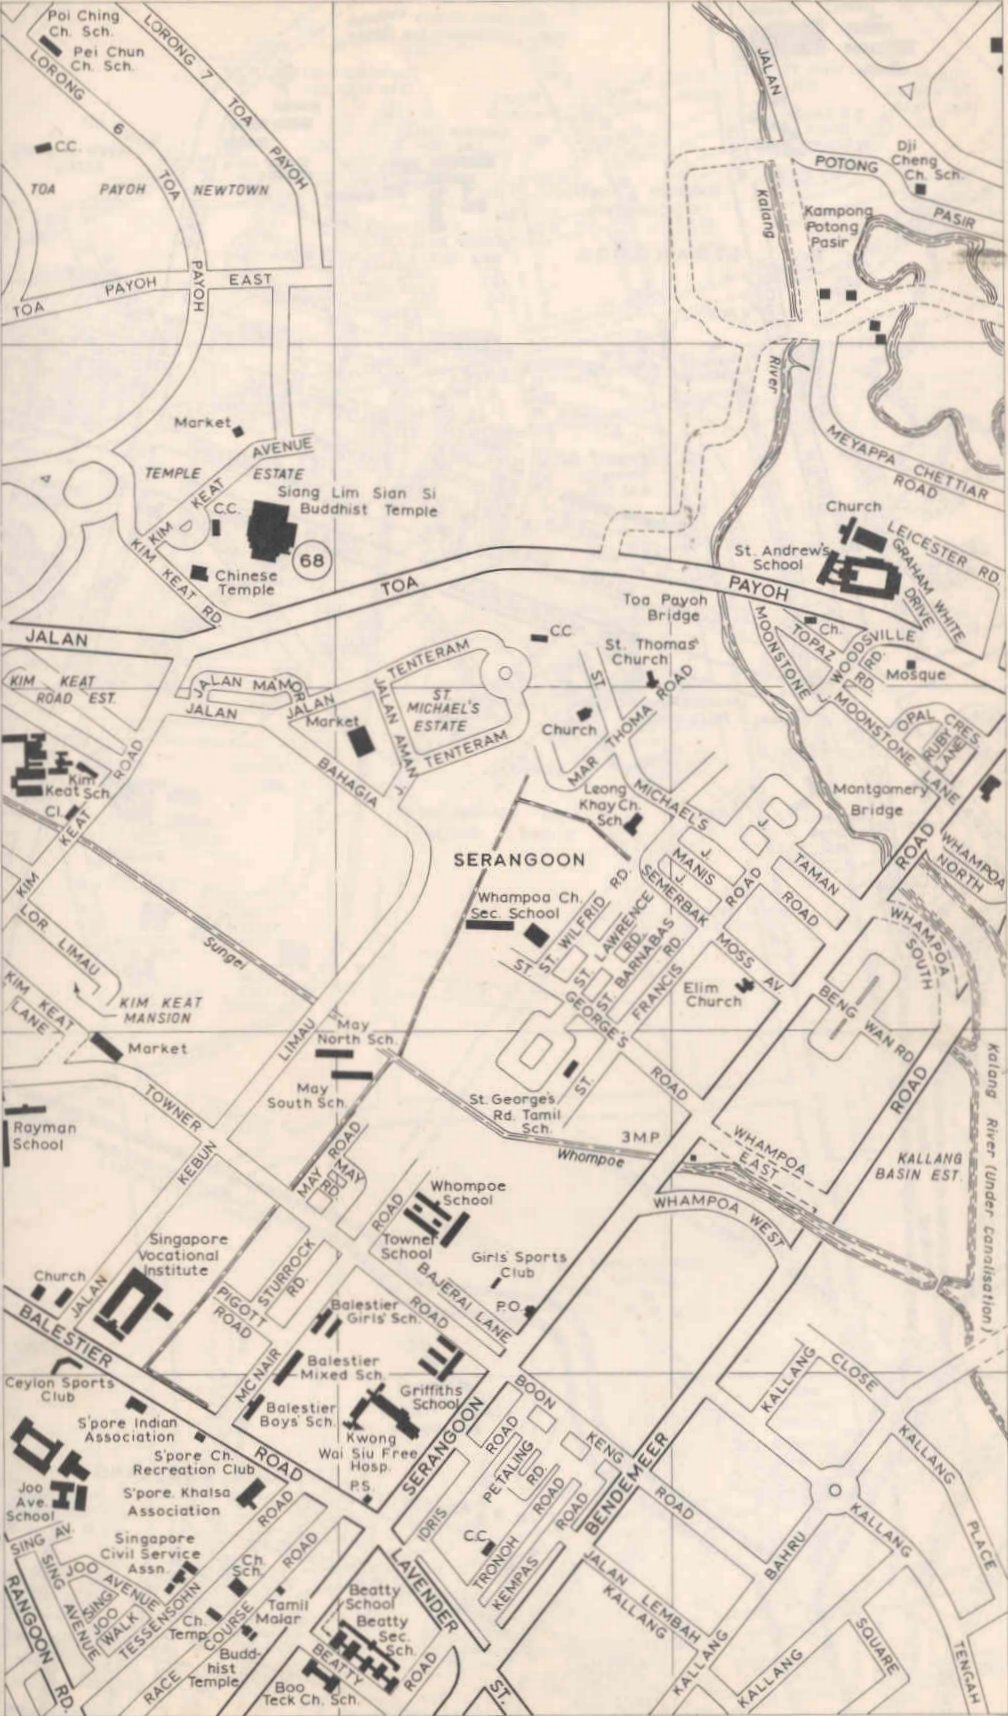 Poi Ching
Ch. Sch.
Pei Chun
Ch. Sch.
LORONG 7 TOA PAYOH
LORONG 6 TOA PAYOH
C.C.
TOA PAYOH NEWTOWN
TOA PAYOH EAST
JALAN
POTONG
PASIR
Dji
Cheng
Ch. Sch.
Kampong
Potong
Pasir
Kalang
River
Market
AVENUE
TEMPLE ESTATE
KIM KEAT
C.C.
Siang Lim Sian Si
Buddhist Temple
68
KIM KEAT RD.
Chinese
Temple
MEYAPPA CHETTIAR
ROAD
Church
LEICESTER RD
GRAHAM WHITE
DRIVE
St. Andrew's
School
JALAN TOA PAYOH
Toa Payoh
Bridge
C.C
St. Thomas'
Church
Ch.
TOPAZ
WOODSVILLE
RD.
RD.
Mosque
MOONSTONE
J.
MOONSTONE LANE
OPAL CRES.
RUBY
LANE
KIM KEAT
ROAD EST.
JALAN MA'MOR
JALAN TENTERAM
JALAN AMAN
ST.
MICHAEL'S
ESTATE
Market
J. TENTERAM
JALAN BAHAGIA
ST. MICHAEL'S
Church
MAR THOMA ROAD
Leong
Khay Ch.
Sch.
Montgomery
Bridge
Kim
Keat Sch.
Cl.
KIM KEAT ROAD
SERANGOON
J.
MANIS
J.
SEMERBAK
J. TAMAN
ROAD
ROAD
WHAMPOA
NORTH
WHAMPOA
SOUTH
Whampoa Ch.
Sec. School
ST. WILFRID RD.
ST. LAWRENCE
RD.
ST. BARNABAS
RD
ST. FRANCIS ROAD
MOSS AV
Elim
Church
BENG WAN RD.
LOR LIMAU
Sungei
KIM KEAT
MANSION
KIM KEAT
LANE
Market
May
North Sch.
May
South Sch.
ST. GEORGE'S ROAD
St. George's
Rd. Tamil
Sch.
3MP
Whompoe
WHAMPOA
EAST
ROAD
KALLANG
BASIN EST.
Kalang River (Under Canalisation)
Rayman
School
TOWNER
JALAN KEBUN LIMAU
MAY ROAD
MAY
RD.
ROAD
Whompoe
School
Towner
School
WHAMPOA WEST
Girls' Sports
Club
P.O.
BAJERAI LANE
ROAD
Singapore
Vocational
Institute
Church
PIGOTT
ROAD
STURROCK
RD.
Balestier
Girls' Sch.
BALESTIER ROAD
Balestier
Mixed Sch.
MCNAIR
Griffiths
School
Balestier
Boys' Sch.
Kwong
Wai Siu Free
Hosp.
P.S.
SERANGOON
Ceylon Sports
Club
S'pore Indian
Association
S'pore Ch.
Recreation Club
S'pore. Khalsa
Association
Joo
Ave.
School
BOON KENG ROAD
PETALING
RD.
ROAD
IDRIS
C.C.
TRONOH ROAD
KEMPAS ROAD
BENDEMEER
KALLANG CLOSE
KALLANG PLACE
KALLANG
BAHRU
KALLANG
TENGAH
SQUARE
KALLANG
JALAN LEMBAH
KALLANG
SING AV.
SING AVENUE
JOO AVENUE
SING
JOO
WALK
Singapore
Civil Service
Assn.
Ch.
Sch.
TESSENSOHN ROAD
RACE COURSE ROAD
Ch.
Temp.
Tamil
Malar
Budd-
hist
Temple
Beatty
School
Beatty
Sec.
Sch.
BEATTY
ROAD
Boo
Teck Ch. Sch.
LAVENDER
ST.
RANGOON RD.